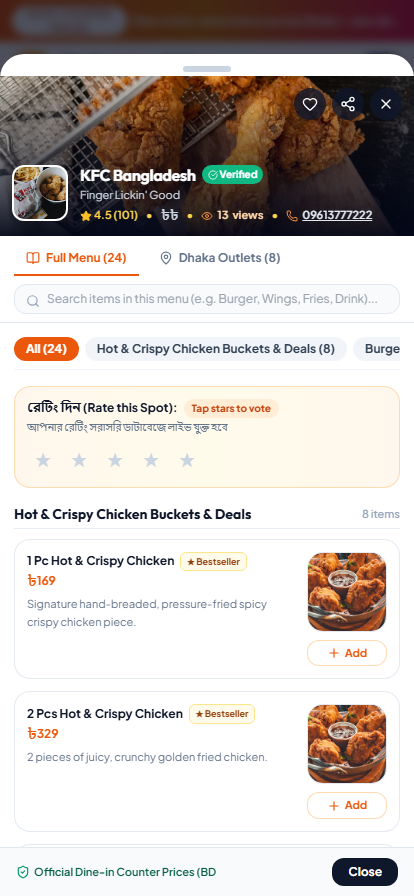 KFC Bangladesh Verified
Finger Lickin' Good
4.5 (101) • ৳৳ • 13 views • 09613777222
Full Menu (24)
Dhaka Outlets (8)
Search items in this menu (e.g. Burger, Wings, Fries, Drink)...
All (24)
Hot & Crispy Chicken Buckets & Deals (8)
Burge
রেটিং দিন (Rate this Spot): Tap stars to vote
আপনার রেটিং সরাসরি ডাটাবেজে লাইভ যুক্ত হবে
Hot & Crispy Chicken Buckets & Deals 8 items
1 Pc Hot & Crispy Chicken ★ Bestseller
৳169
Signature hand-breaded, pressure-fried spicy
crispy chicken piece.
+ Add
2 Pcs Hot & Crispy Chicken ★ Bestseller
৳329
2 pieces of juicy, crunchy golden fried chicken.
+ Add
Official Dine-in Counter Prices (BD
Close